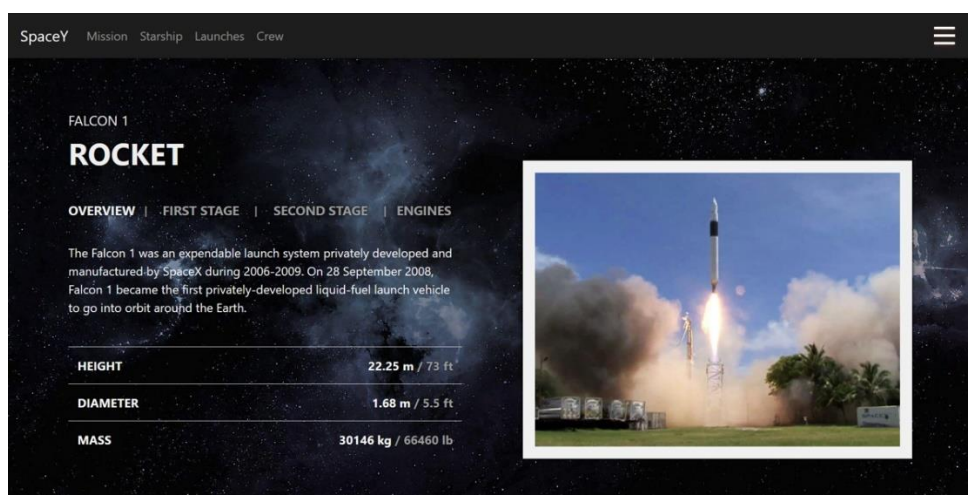 SpaceY Mission Starship Launches Crew
FALCON 1
ROCKET
OVERVIEW | FIRST STAGE | SECOND STAGE | ENGINES
The Falcon 1 was an expendable launch system privately developed and
manufactured by SpaceX during 2006-2009. On 28 September 2008,
Falcon 1 became the first privately-developed liquid-fuel launch vehicle
to go into orbit around the Earth.
HEIGHT 22.25 m / 73 ft
DIAMETER 1.68 m / 5.5 ft
MASS 30146 kg / 66460 lb